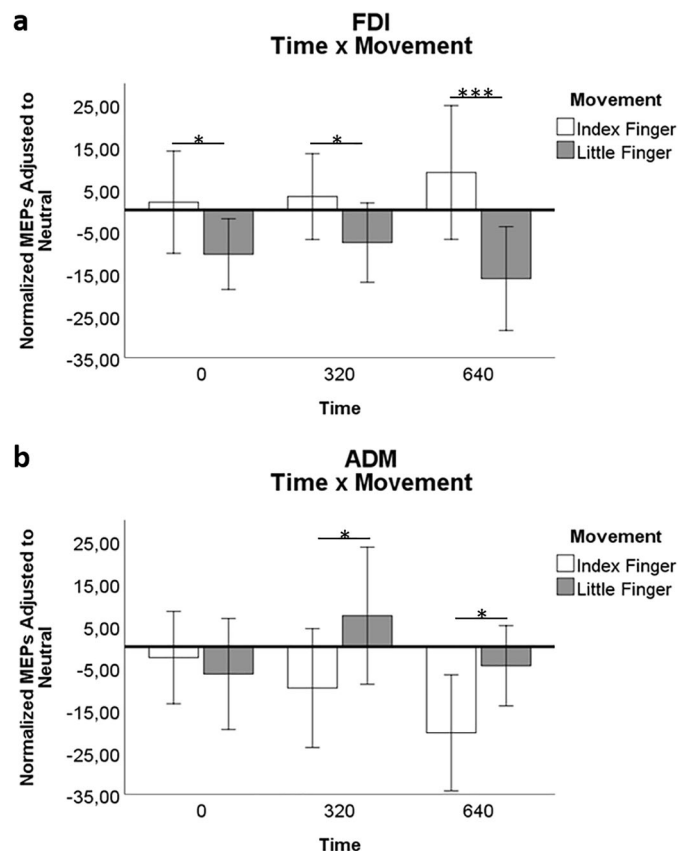 a
FDI
Time x Movement
Normalized MEPs Adjusted to
Neutral
25,00
15,00
5,00
-5,00
-15,00
-25,00
-35,00
*
*
***
Movement
Index Finger
Little Finger
0
320
640
Time
b
ADM
Time x Movement
Normalized MEPs Adjusted to
Neutral
25,00
15,00
5,00
-5,00
-15,00
-25,00
-35,00
*
*
Movement
Index Finger
Little Finger
0
320
640
Time